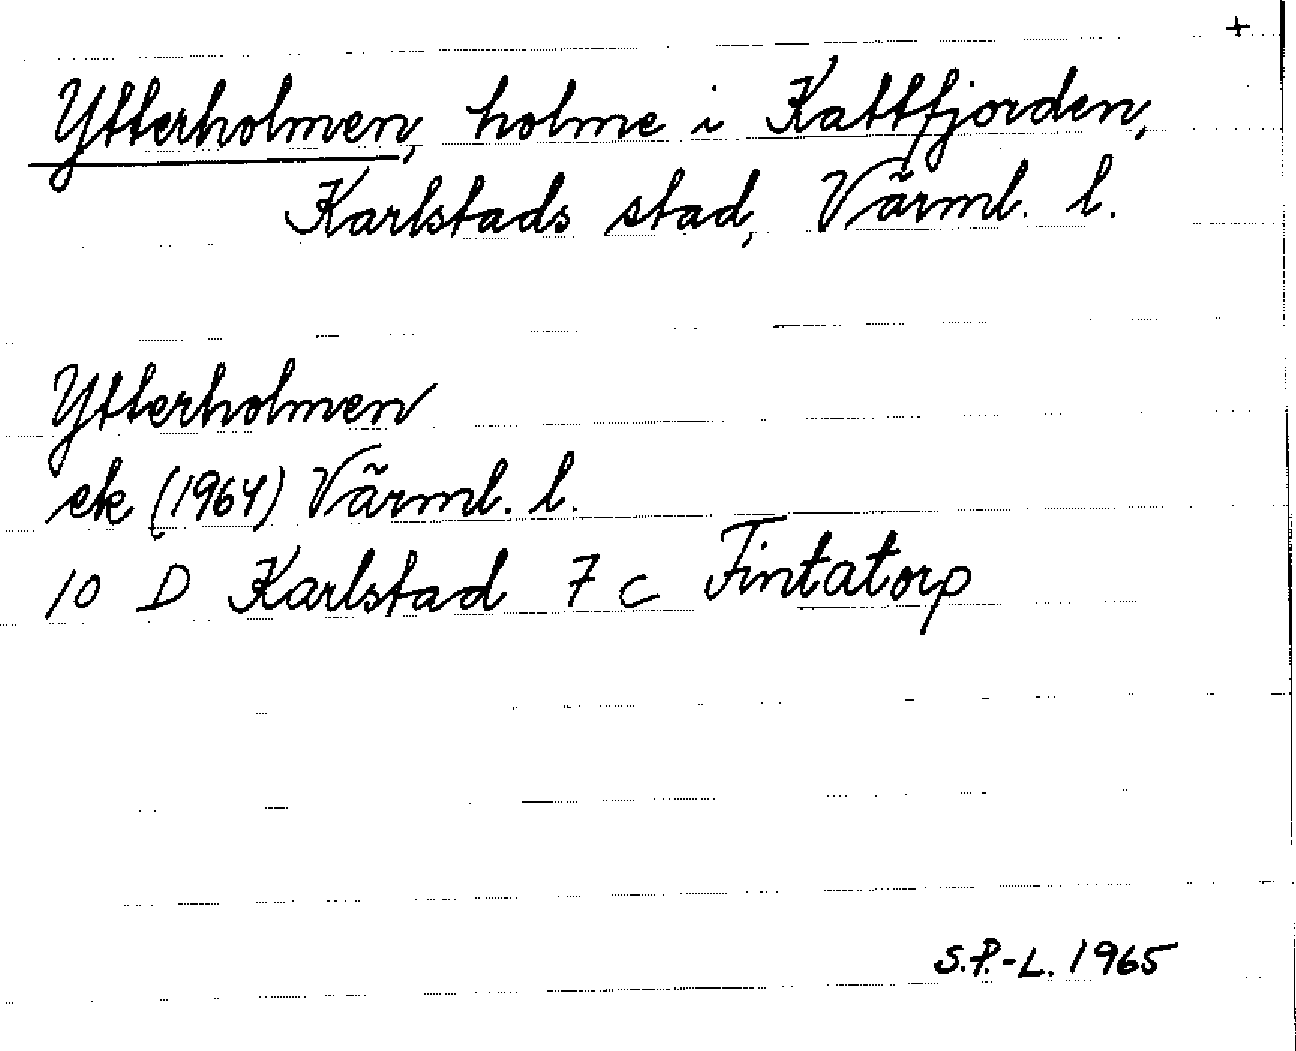 +
Ytterholmen, holme i Kattfjorden,
Karlstads stad, Värml. l.
Ytterholmen
ek (1964) Värml. l.
10 D Karlstad 7 c Fintatorp
S.P.-L. 1965